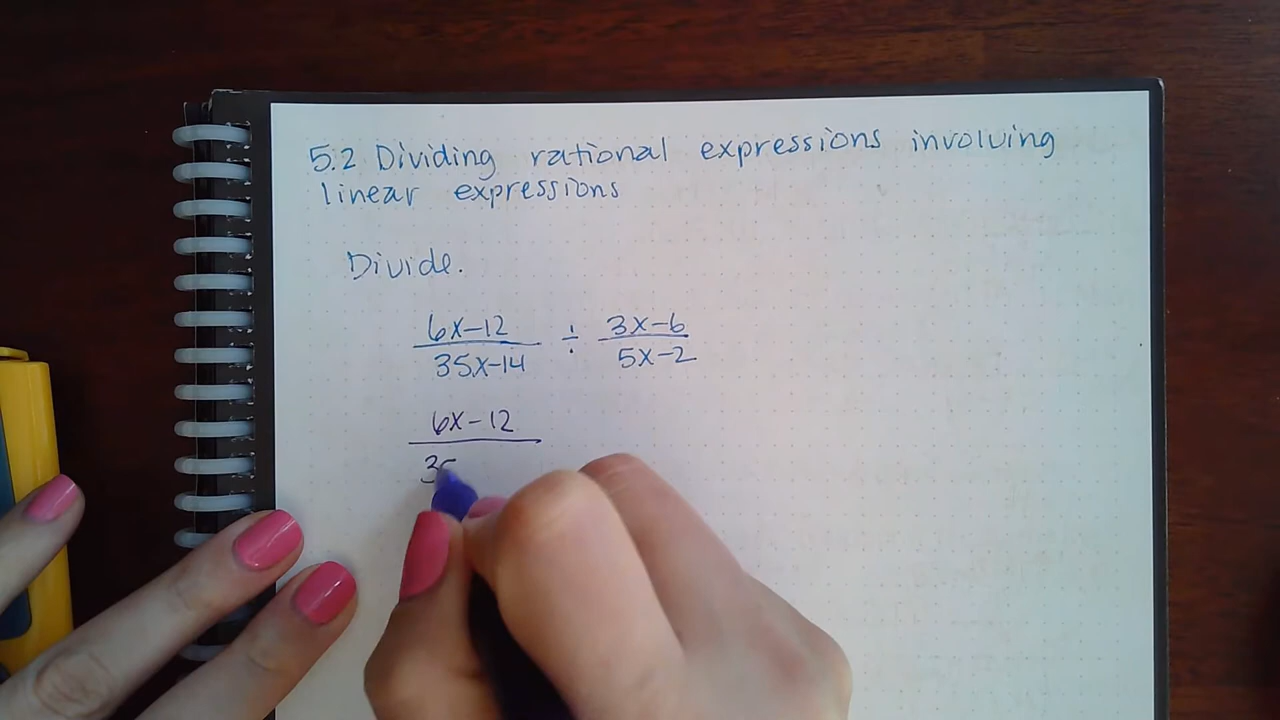 5.2 Dividing rational expressions involving
linear expressions
Divide.
6x-12 ÷ 3x-6
35x-14 5x-2
6x-12
35